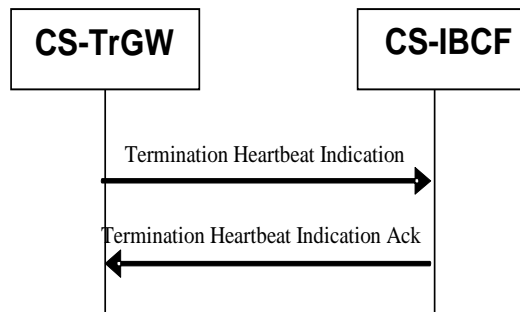 CS-TrGW
CS-IBCF
Termination Heartbeat Indication
Termination Heartbeat Indication Ack